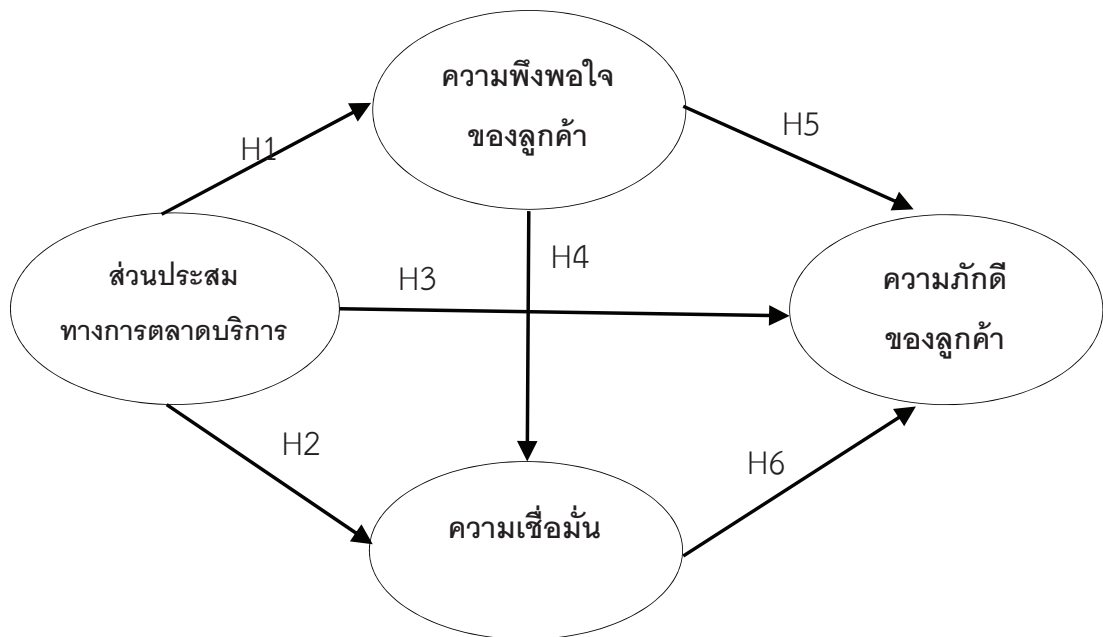 ความพึงพอใจ
ของลูกค้า
H1
H5
ส่วนประสม
ทางการตลาดบริการ
H3
H4
ความภักดี
ของลูกค้า
H2
H6
ความเชื่อมั่น